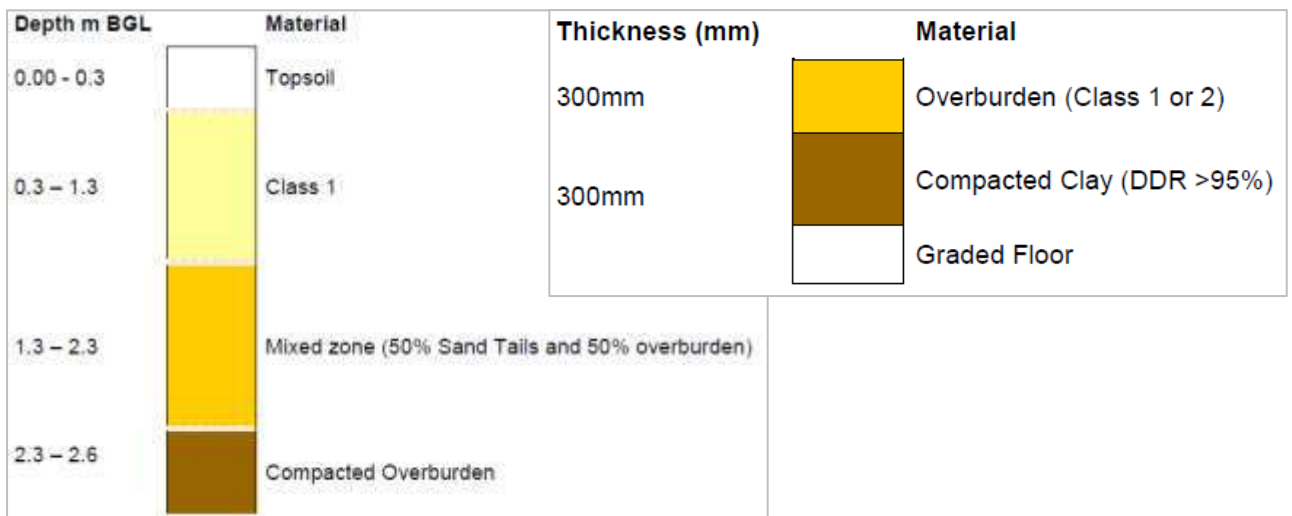 Depth m BGL Material
0.00 - 0.3 Topsoil
0.3 – 1.3 Class 1
1.3 – 2.3 Mixed zone (50% Sand Tails and 50% overburden)
2.3 – 2.6 Compacted Overburden
Thickness (mm) Material
300mm Overburden (Class 1 or 2)
300mm Compacted Clay (DDR >95%)
Graded Floor